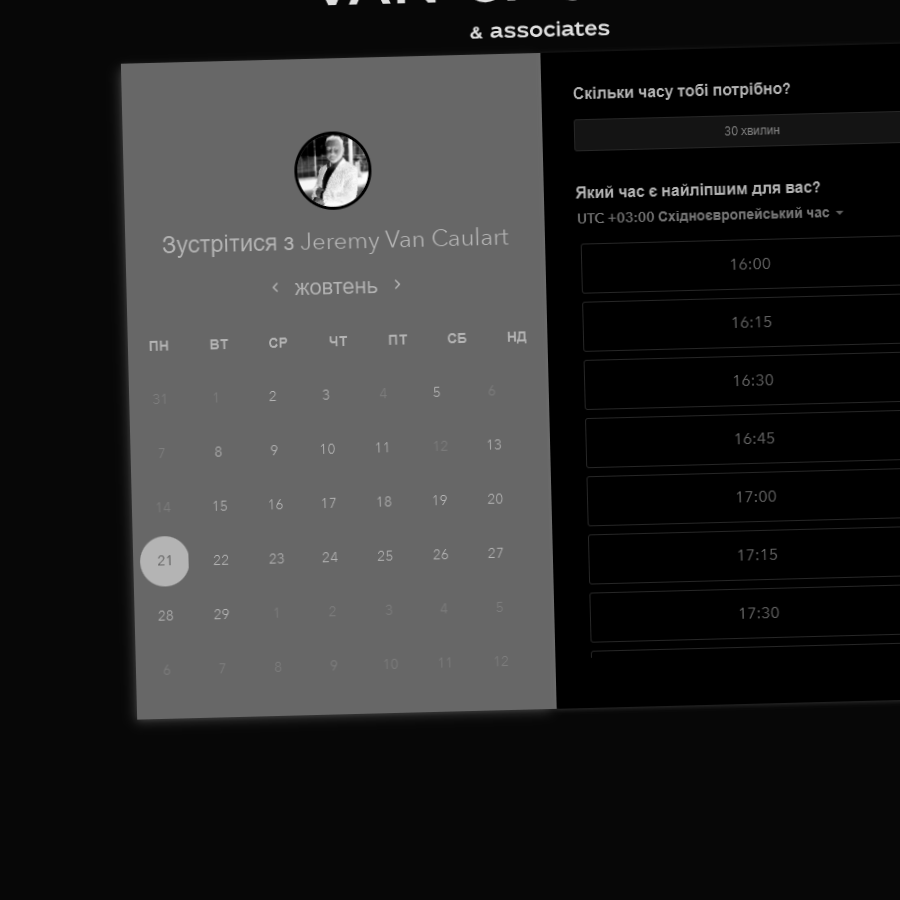 & associates
Зустрітися з Jeremy Van Caulart
жовтень
ПН ВТ СР ЧТ ПТ СБ НД
31 1 2 3 4 5 6
7 8 9 10 11 12 13
14 15 16 17 18 19 20
21 22 23 24 25 26 27
28 29 1 2 3 4 5
6 7 8 9 10 11 12
Скільки часу тобі потрібно?
30 хвилин
Який час є найліпшим для вас?
UTC +03:00 Східноєвропейський час
16:00
16:15
16:30
16:45
17:00
17:15
17:30